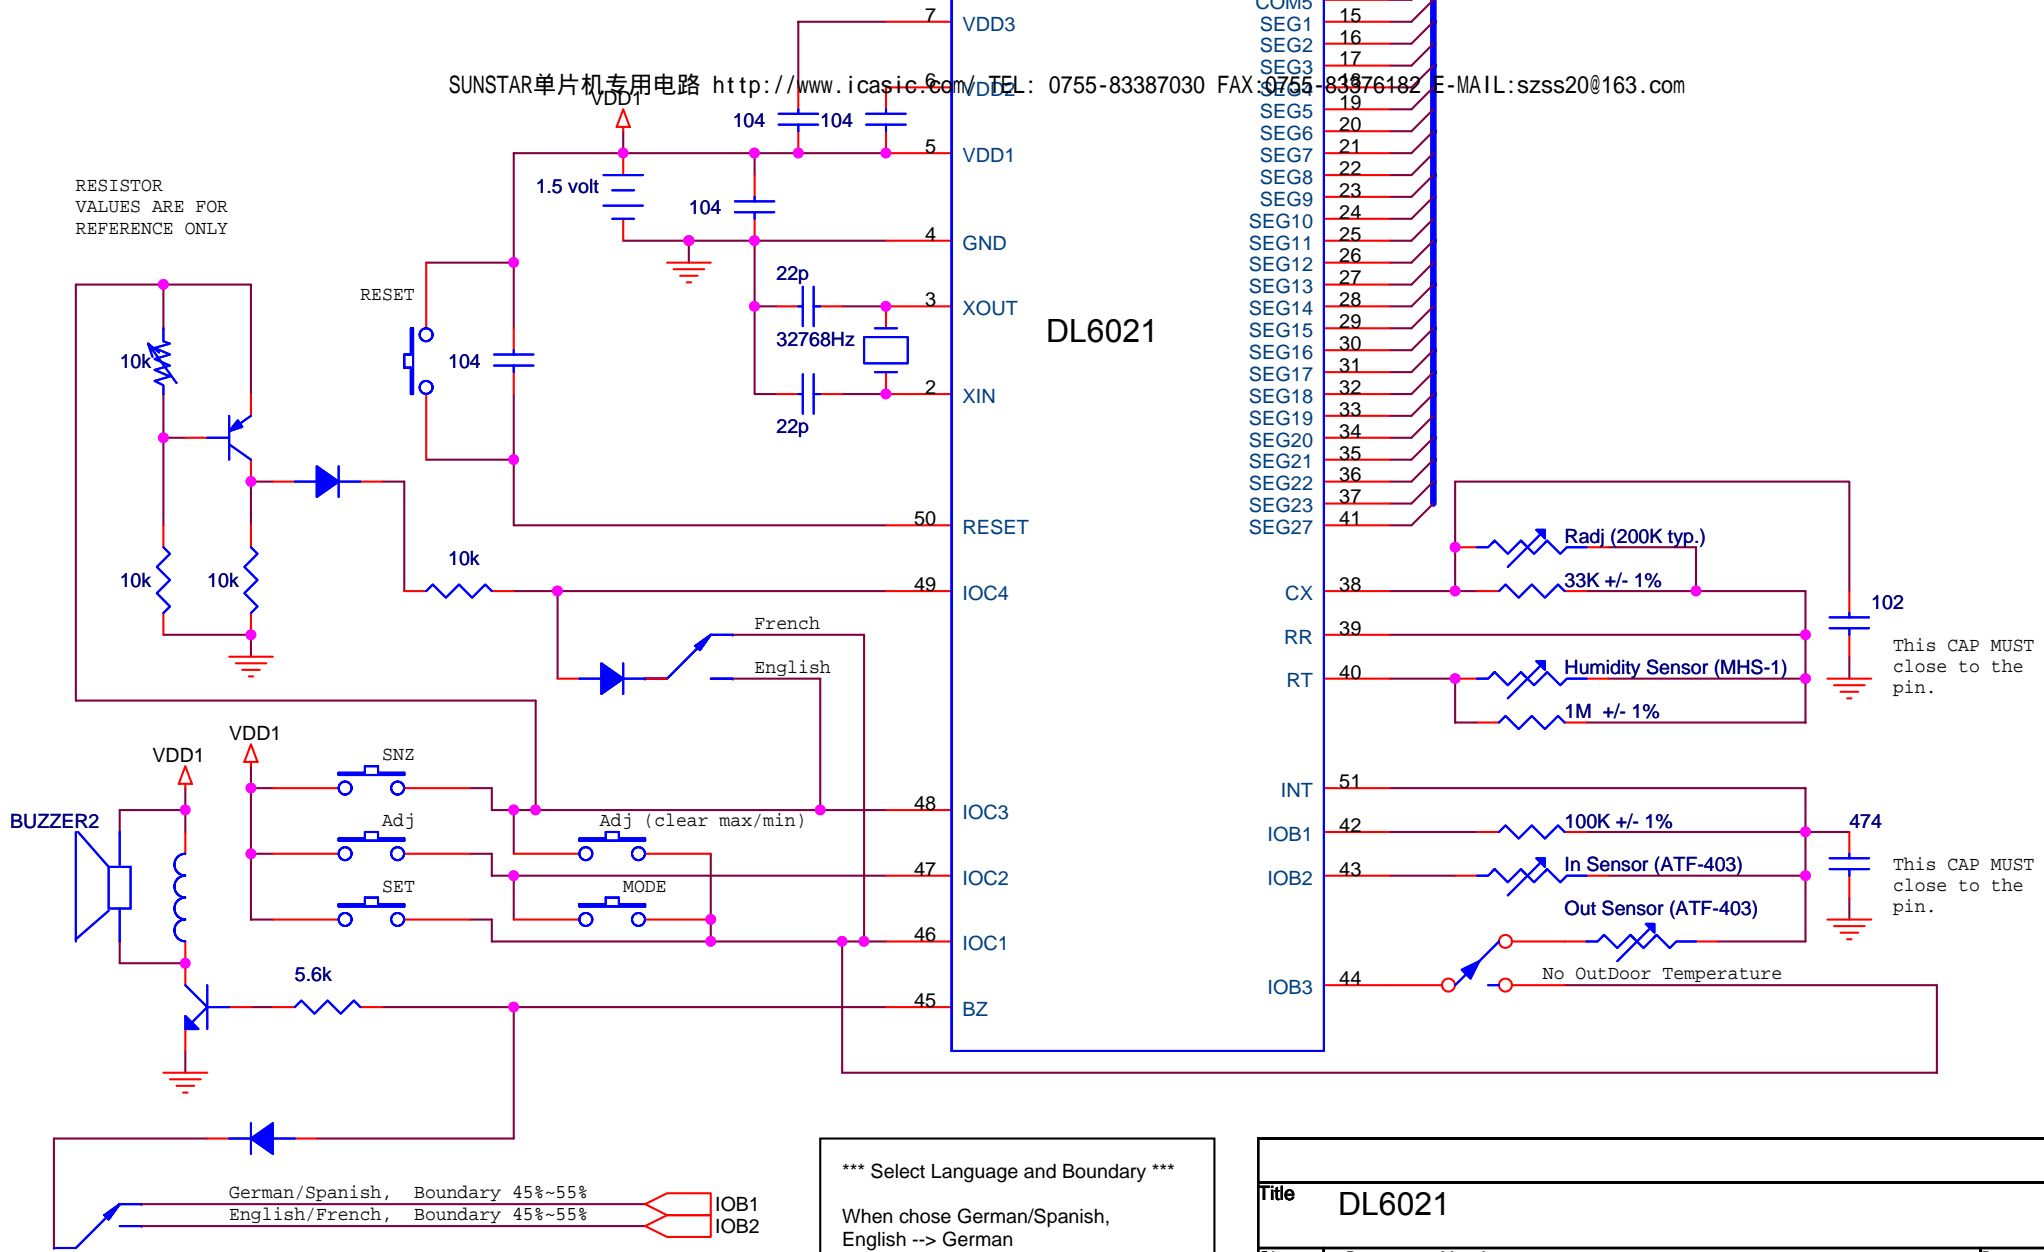 COM5
7 VDD3
SEG1 15
SEG2 16
SEG3 17
SUNSTAR单片机专用电路 http://www.icasic.com/ TEL: 0755-83387030 FAX:0755-83376182 E-MAIL:szss20@163.com
6 VDD2
SEG4 18
VDD1
104
104
SEG5 19
SEG6 20
5 VDD1
SEG7 21
SEG8 22
1.5 volt
RESISTOR
VALUES ARE FOR
REFERENCE ONLY
104
SEG9 23
SEG10 24
4 GND
SEG11 25
SEG12 26
22p
SEG13 27
RESET
3 XOUT
SEG14 28
DL6021
32768Hz
SEG15 29
SEG16 30
10k
104
SEG17 31
2 XIN
SEG18 32
SEG19 33
22p
SEG20 34
SEG21 35
SEG22 36
SEG23 37
50 RESET
SEG27 41
Radj (200K typ.)
10k
10k
10k
49 IOC4
CX 38
33K +/- 1%
102
French
RR 39
This CAP MUST
close to the
pin.
English
RT 40
Humidity Sensor (MHS-1)
1M +/- 1%
VDD1
VDD1
SNZ
INT 51
BUZZER2
48 IOC3
Adj
Adj (clear max/min)
IOB1 42
100K +/- 1%
474
This CAP MUST
close to the
pin.
47 IOC2
IOB2 43
In Sensor (ATF-403)
SET
MODE
Out Sensor (ATF-403)
46 IOC1
5.6k
No OutDoor Temperature
IOB3 44
45 BZ
*** Select Language and Boundary ***
German/Spanish, Boundary 45%~55%
IOB1
English/French, Boundary 45%~55%
IOB2
When chose German/Spanish,
English --> German
Title
DL6021